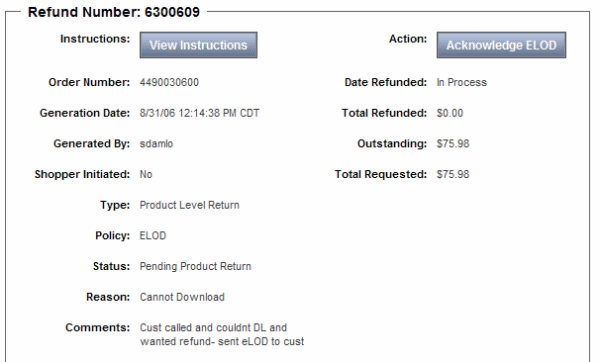 Refund Number: 6300609
Instructions: View Instructions Action: Acknowledge ELOD
Order Number: 4490030600 Date Refunded: In Process
Generation Date: 8/31/06 12:14:38 PM CDT Total Refunded: $0.00
Generated By: sdamlo Outstanding: $75.98
Shopper Initiated: No Total Requested: $75.98
Type: Product Level Return
Policy: ELOD
Status: Pending Product Return
Reason: Cannot Download
Comments: Cust called and couldnt DL and
wanted refund- sent eLOD to cust